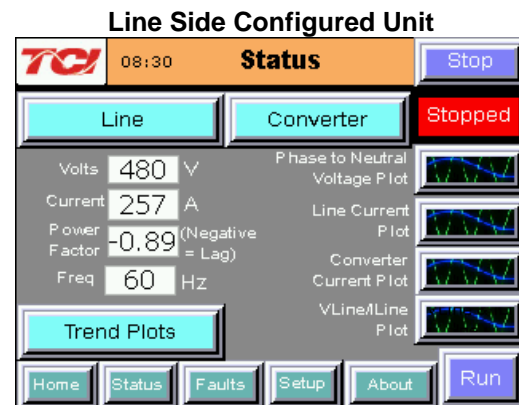 Line Side Configured Unit
TCI 08:30 Status Stop
Line Converter Stopped
Volts 480 V
Current 257 A
Power Factor -0.89 (Negative = Lag)
Freq 60 Hz
Phase to Neutral
Voltage Plot
Line Current
Plot
Converter
Current Plot
VLine/ILine
Plot
Trend Plots
Home Status Faults Setup About Run